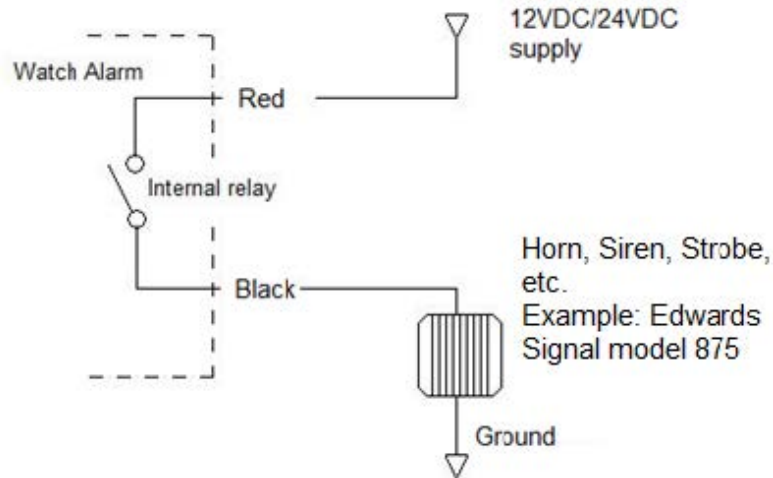 12VDC/24VDC
supply
Watch Alarm
Red
Internal relay
Black
Horn, Siren, Strobe,
etc.
Example: Edwards
Signal model 875
Ground